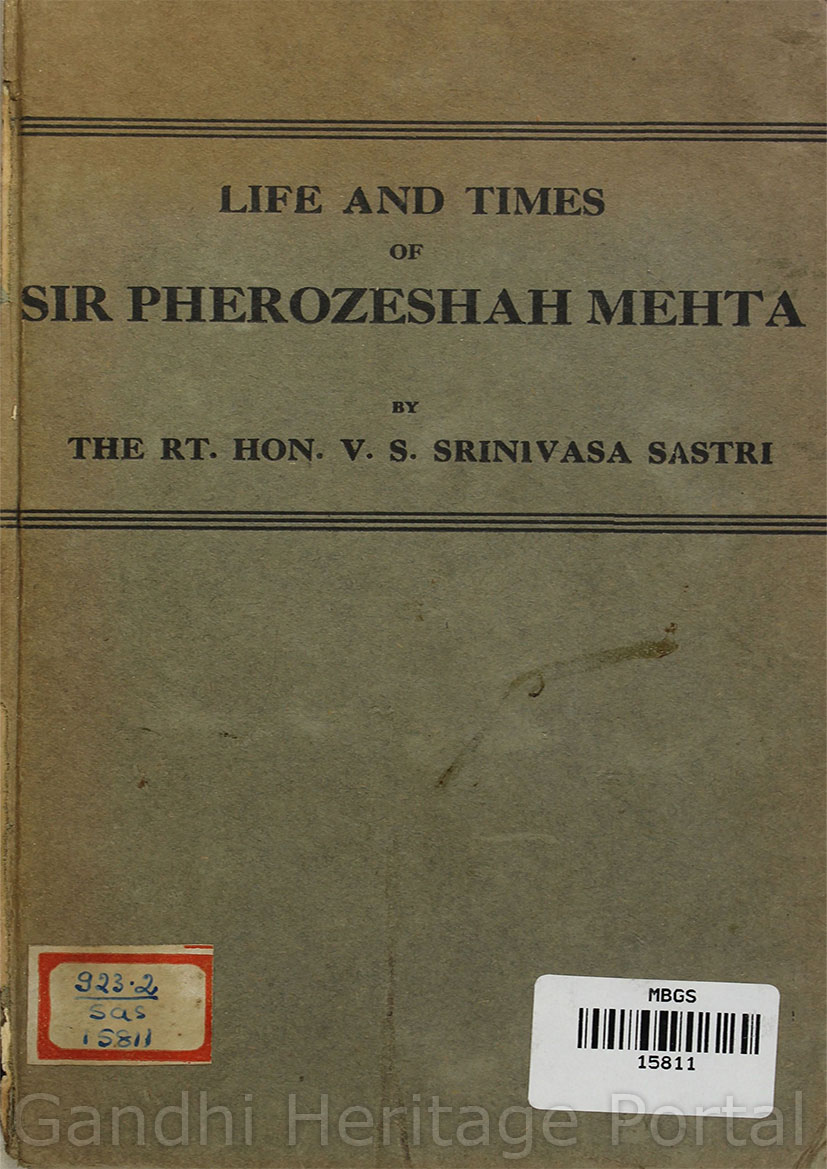 LIFE AND TIMES
OF
SIR PHEROZESHAH MEHTA
BY
THE RT. HON. V. S. SRINIVASA SASTRI
923.2
Sas
15811
MBGS
15811
Gandhi Heritage Portal